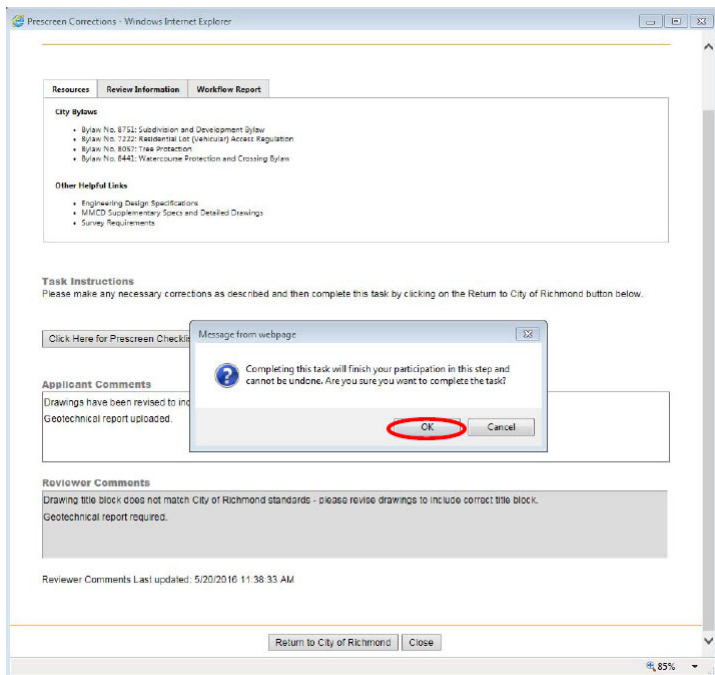 Prescreen Corrections - Windows Internet Explorer
Resources Review Information Workflow Report
City Bylaws
Bylaw No. 8751: Subdivision and Development Bylaw
Bylaw No. 7222: Residential Lot (Vehicular) Access Regulation
Bylaw No. 8057: Tree Protection
Bylaw No. 8441: Watercourse Protection and Crossing Bylaw
Other Helpful Links
Engineering Design Specifications
MMCD Supplementary Specs and Detailed Drawings
Survey Requirements
Task Instructions
Please make any necessary corrections as described and then complete this task by clicking on the Return to City of Richmond button below.
Click Here for Prescreen Checklis
Message from webpage
Completing this task will finish your participation in this step and
cannot be undone. Are you sure you want to complete the task?
OK Cancel
Applicant Comments
Drawings have been revised to inc
Geotechnical report uploaded.
Reviewer Comments
Drawing title block does not match City of Richmond standards - please revise drawings to include correct title block.
Geotechnical report required.
Reviewer Comments Last updated: 5/20/2016 11:38:33 AM
Return to City of Richmond Close
85%